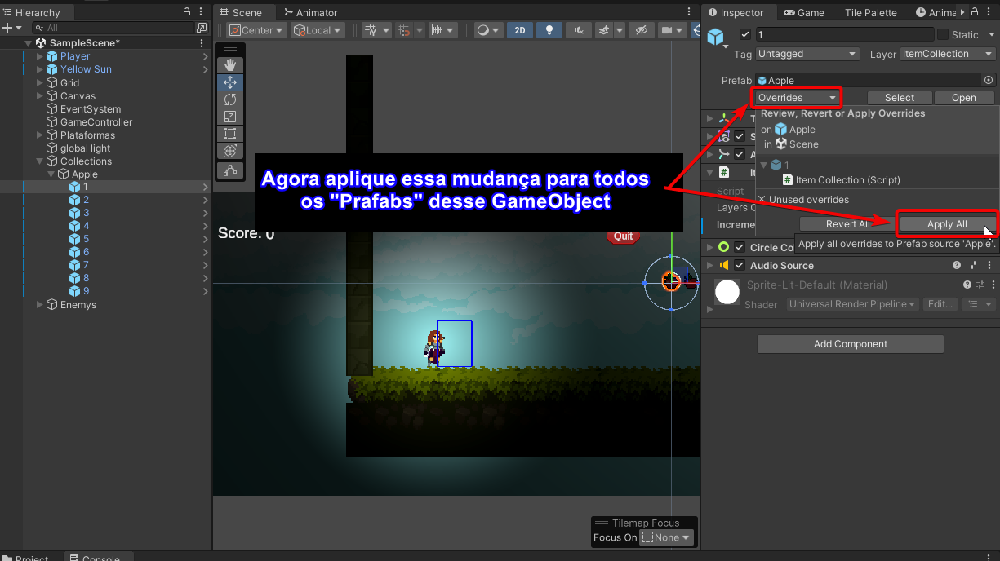 Hierarchy
All
SampleScene*
Player
Yellow Sun
Grid
Canvas
EventSystem
GameController
Plataformas
global light
Collections
Apple
1
2
3
4
5
6
7
8
9
Enemys
Scene
Animator
Center
Local
2D
Agora aplique essa mudança para todos
os "Prafabs" desse GameObject
Score: 0
Quit
Tilemap Focus
Focus On
None
Inspector
Game
Tile Palette
Anima
1
Static
Tag
Untagged
Layer
ItemCollection
Prefab
Apple
Overrides
Select
Open
Review, Revert or Apply Overrides
on Apple
in Scene
1
Item Collection (Script)
Unused overrides
Revert All
Apply All
Apply all overrides to Prefab source 'Apple'.
Script
Layers C
Increme
Circle Co
Audio Source
Sprite-Lit-Default (Material)
Shader
Universal Render Pipeline
Edit...
Add Component
Project
Console